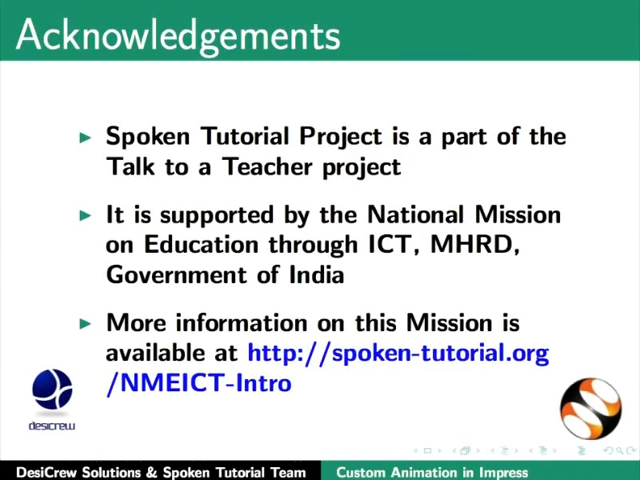 Acknowledgements
Spoken Tutorial Project is a part of the
Talk to a Teacher project
It is supported by the National Mission
on Education through ICT, MHRD,
Government of India
More information on this Mission is
available at http://spoken-tutorial.org
/NMEICT-Intro
desicrew
DesiCrew Solutions & Spoken Tutorial Team
Custom Animation in Impress